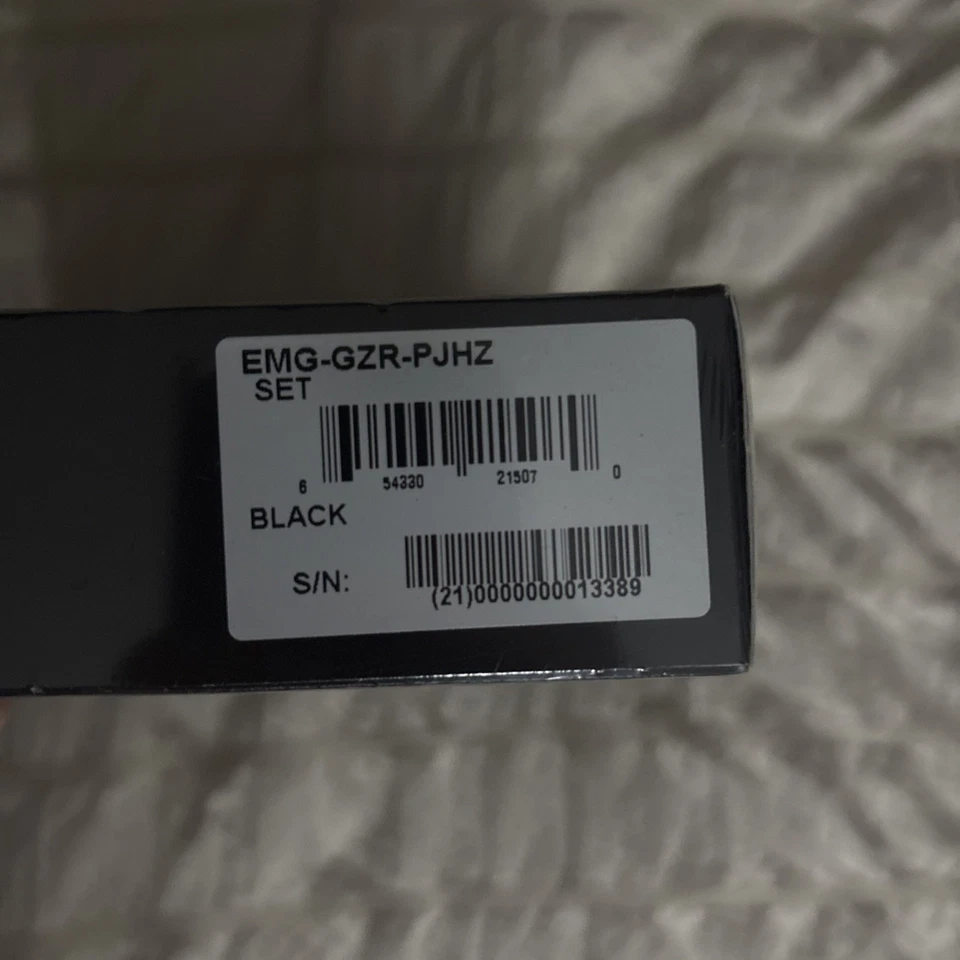 EMG-GZR-PJHZ
SET
6 54330 21507 0
BLACK
S/N:
(21)0000000013389